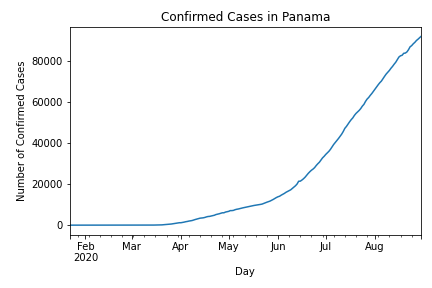 Confirmed Cases in Panama
Number of Confirmed Cases
80000
60000
40000
20000
0
Feb Mar Apr May Jun Jul Aug
2020
Day